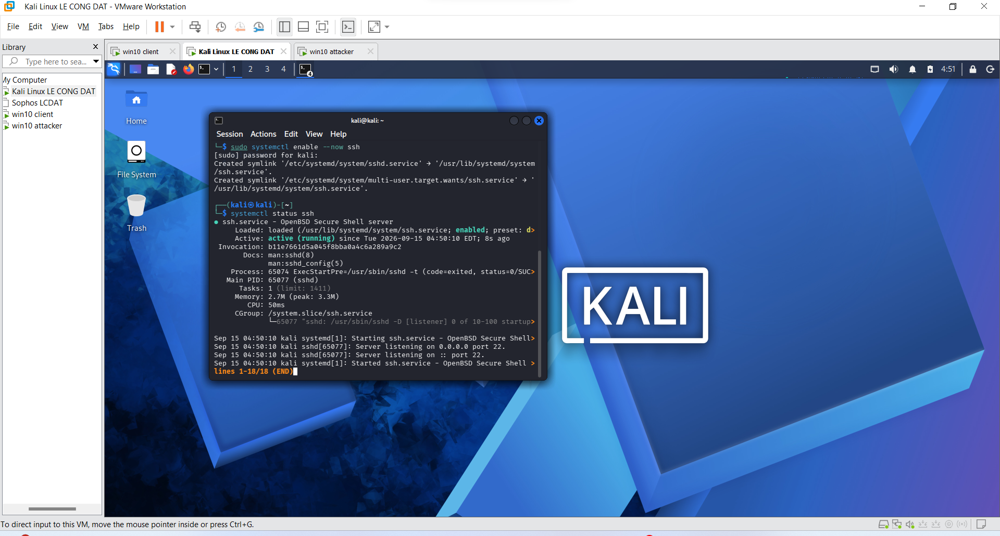 Kali Linux LE CONG DAT - VMware Workstation
File Edit View VM Tabs Help
Library
Type here to sea...
My Computer
Kali Linux LE CONG DAT
Sophos LCDAT
win10 client
win10 attacker
win10 client
Kali Linux LE CONG DAT
win10 attacker
1 2 3 4
4
4:51
Home
File System
Trash
kali@kali: ~
Session Actions Edit View Help
└─$ sudo systemctl enable --now ssh
[sudo] password for kali:
Created symlink '/etc/systemd/system/sshd.service' → '/usr/lib/systemd/system
/ssh.service'.
Created symlink '/etc/systemd/system/multi-user.target.wants/ssh.service' → '
/usr/lib/systemd/system/ssh.service'.
┌──(kali㉿kali)-[~]
└─$ systemctl status ssh
● ssh.service - OpenBSD Secure Shell server
Loaded: loaded (/usr/lib/systemd/system/ssh.service; enabled; preset: d>
Active: active (running) since Tue 2026-09-15 04:50:10 EDT; 8s ago
Invocation: b11e7661d5a045f8bba0a4c6a289a9c2
Docs: man:sshd(8)
man:sshd_config(5)
Process: 65074 ExecStartPre=/usr/sbin/sshd -t (code=exited, status=0/SUC>
Main PID: 65077 (sshd)
Tasks: 1 (limit: 1411)
Memory: 2.7M (peak: 3.3M)
CPU: 50ms
CGroup: /system.slice/ssh.service
└─65077 "sshd: /usr/sbin/sshd -D [listener] 0 of 10-100 startup>
Sep 15 04:50:10 kali systemd[1]: Starting ssh.service - OpenBSD Secure Shell>
Sep 15 04:50:10 kali sshd[65077]: Server listening on 0.0.0.0 port 22.
Sep 15 04:50:10 kali sshd[65077]: Server listening on :: port 22.
Sep 15 04:50:10 kali systemd[1]: Started ssh.service - OpenBSD Secure Shell >
lines 1-18/18 (END)
KALI
To direct input to this VM, move the mouse pointer inside or press Ctrl+G.